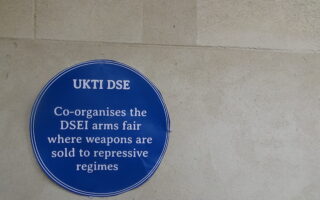 UKTI DSE
Co-organises the
DSEI arms fair
where weapons are
sold to repressive
regimes